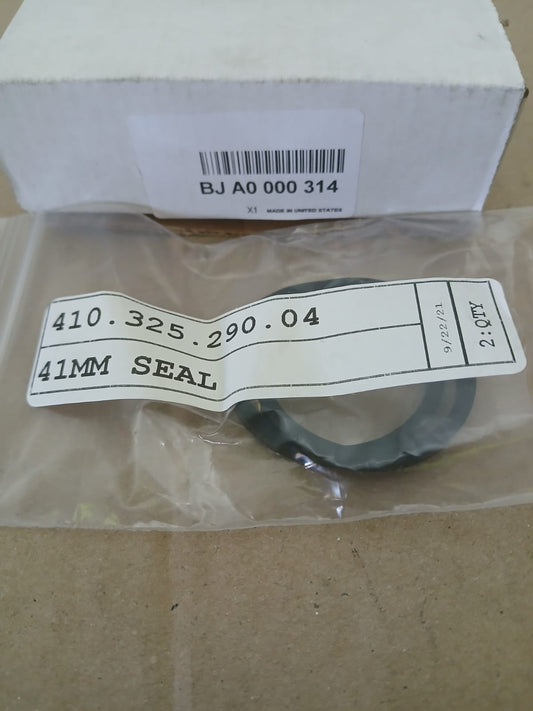 BJ A0 000 314
X1 MADE IN UNITED STATES
410.325.290.04
41MM SEAL
9/22/21
2:QTY